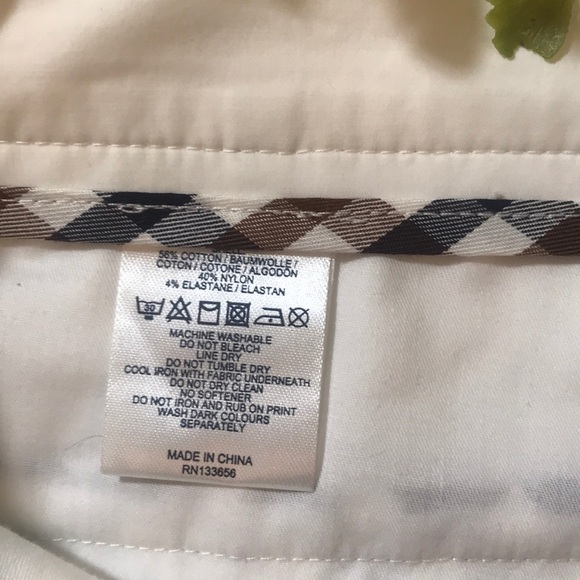 56% COTTON / BAUMWOLLE /
COTON / COTONE / ALGODÓN
40% NYLON
4% ELASTANE / ELASTAN
30
MACHINE WASHABLE
DO NOT BLEACH
LINE DRY
DO NOT TUMBLE DRY
COOL IRON WITH FABRIC UNDERNEATH
DO NOT DRY CLEAN
NO SOFTENER
DO NOT IRON AND RUB ON PRINT
WASH DARK COLOURS
SEPARATELY
MADE IN CHINA
RN133656